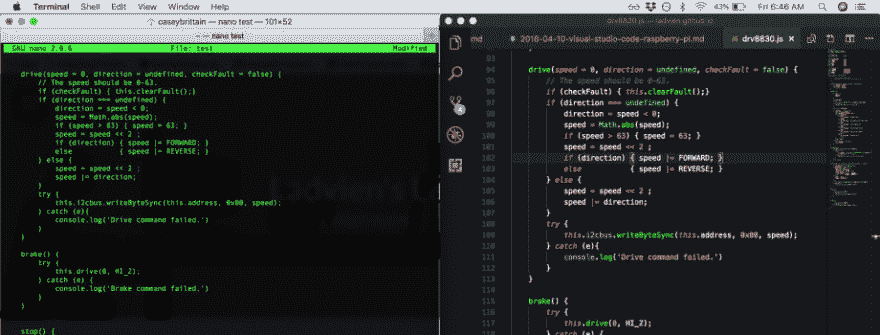 Terminal Shell Edit View Window Help
43% Fri 6:46 AM
caseybrittain — nano test — 101×52
~ — nano test
GNU nano 2.0.6 File: test Modified
drive(speed = 0, direction = undefined, checkFault = false) {
// The speed should be 0-63.
if (checkFault) { this.clearFault();}
if (direction === undefined) {
direction = speed < 0;
speed = Math.abs(speed);
if (speed > 63) { speed = 63; }
speed = speed << 2 ;
if (direction) { speed |= FORWARD; }
else { speed |= REVERSE; }
} else {
speed = speed << 2 ;
speed |= direction;
}
try {
this.i2cbus.writeByteSync(this.address, 0x00, speed);
} catch (e){
console.log('Drive command failed.')
}
}
brake() {
try {
this.drive(0, HI_Z);
} catch (e) {
console.log('Brake command failed.')
}
}
stop() {
drv8830.js — ladvien.github.io
md 2016-04-10-visual-studio-code-raspberry-pi.md drv8830.js
93
94 drive(speed = 0, direction = undefined, checkFault = false) {
95 // The speed should be 0-63.
96 if (checkFault) { this.clearFault();}
97 if (direction === undefined) {
98 direction = speed < 0;
99 speed = Math.abs(speed);
100 if (speed > 63) { speed = 63; }
101 speed = speed << 2 ;
102 if (direction) { speed |= FORWARD; }
103 else { speed |= REVERSE; }
104 } else {
105 speed = speed << 2 ;
106 speed |= direction;
107 }
108 try {
109 this.i2cbus.writeByteSync(this.address, 0x00, speed);
110 } catch (e){
111 console.log('Drive command failed.')
112 }
113 }
114
115 brake() {
116 try {
117 this.drive(0, HI_Z);
118 } catch (e) {